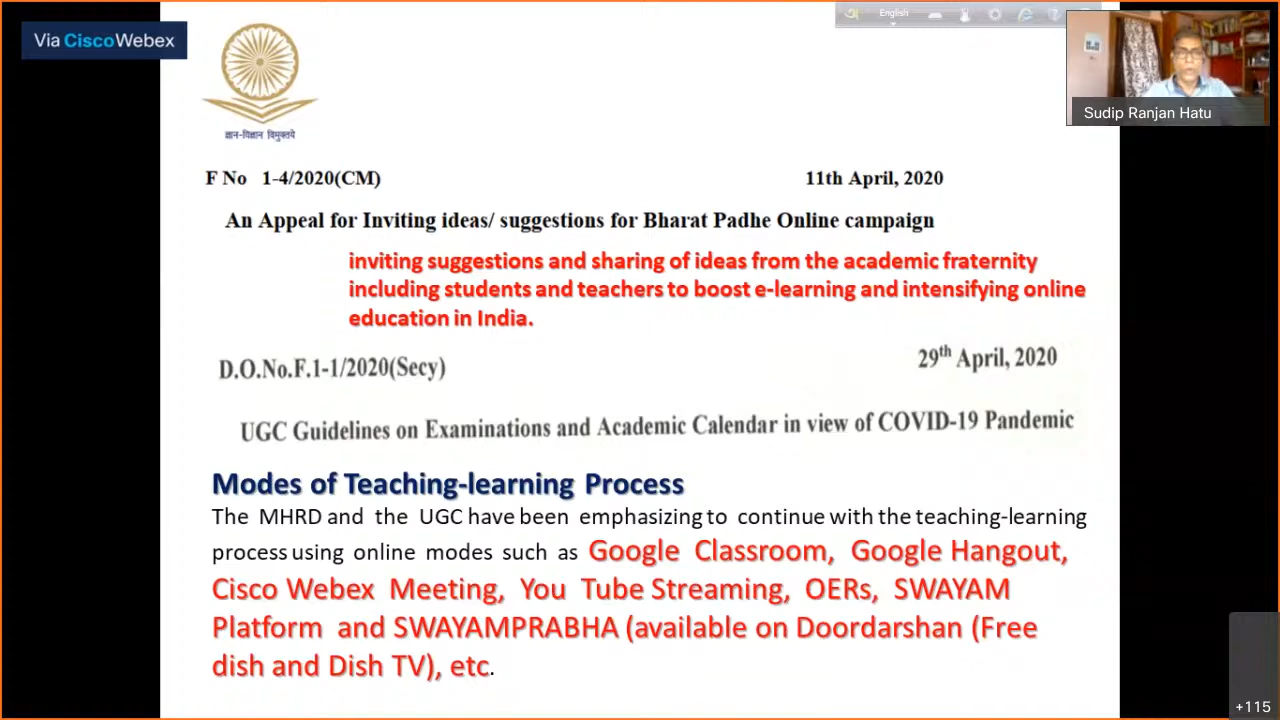 Via CiscoWebex
English
Sudip Ranjan Hatu
ज्ञान-विज्ञान विमुक्तये
F No 1-4/2020(CM)
11th April, 2020
An Appeal for Inviting ideas/ suggestions for Bharat Padhe Online campaign
inviting suggestions and sharing of ideas from the academic fraternity
including students and teachers to boost e-learning and intensifying online
education in India.
D.O.No.F.1-1/2020(Secy)
29th April, 2020
UGC Guidelines on Examinations and Academic Calendar in view of COVID-19 Pandemic
Modes of Teaching-learning Process
The MHRD and the UGC have been emphasizing to continue with the teaching-learning
process using online modes such as Google Classroom, Google Hangout,
Cisco Webex Meeting, You Tube Streaming, OERs, SWAYAM
Platform and SWAYAMPRABHA (available on Doordarshan (Free
dish and Dish TV), etc.
+115